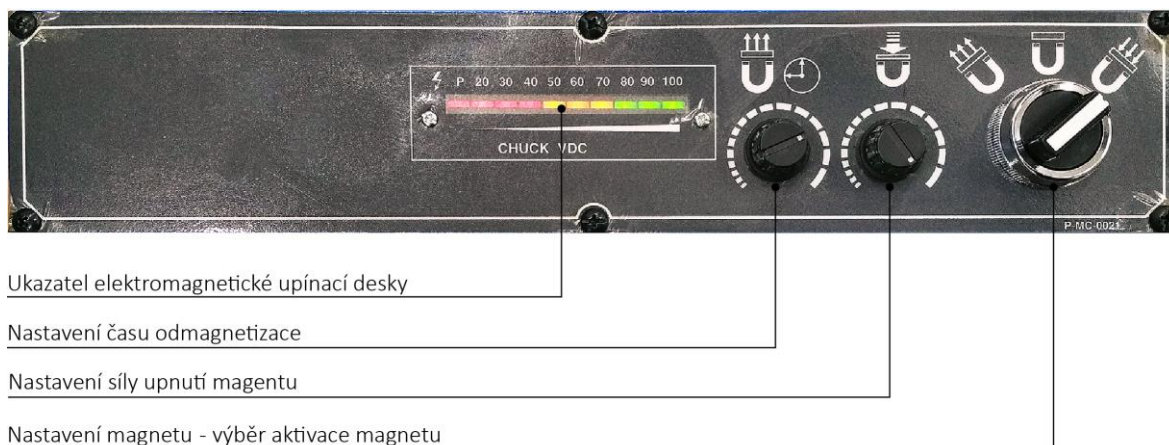 P 20 30 40 50 60 70 80 90 100
CHUCK VDC
P-MC-0021
Ukazatel elektromagnetické upínací desky
Nastavení času odmagnetizace
Nastavení síly upnutí magentu
Nastavení magnetu - výběr aktivace magnetu